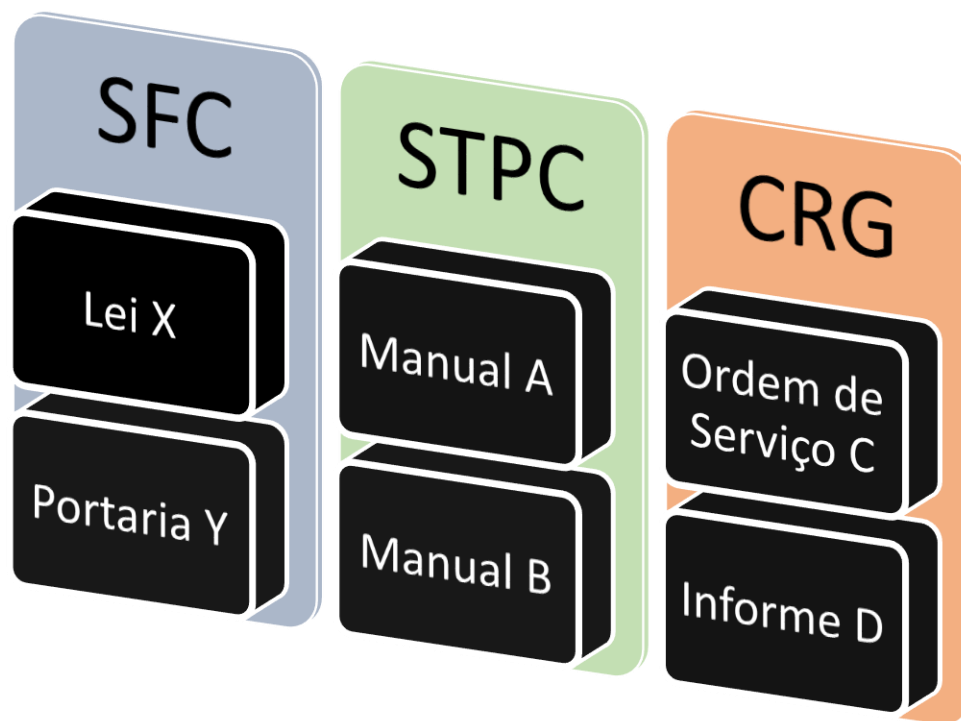 SFC
Lei X
Portaria Y
STPC
Manual A
Manual B
CRG
Ordem de
Serviço C
Informe D